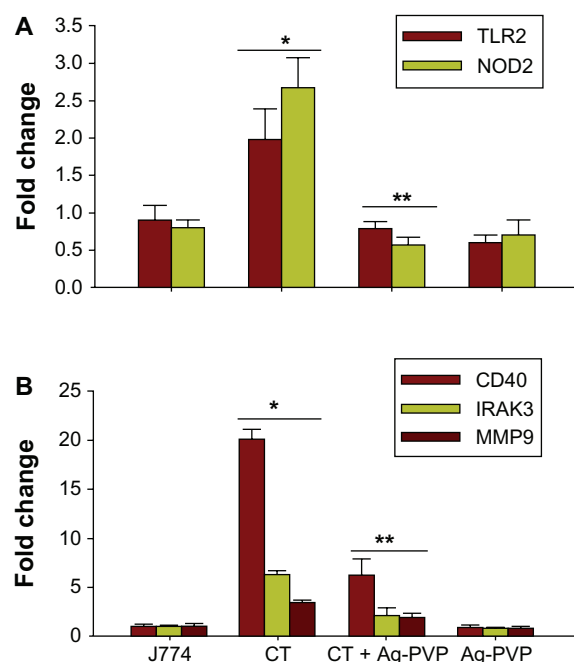 A
Fold change
3.5
3.0
2.5
2.0
1.5
1.0
0.5
0.0
*
**
TLR2
NOD2
B
Fold change
25
20
15
10
5
0
*
**
CD40
IRAK3
MMP9
J774 CT CT + Ag-PVP Ag-PVP